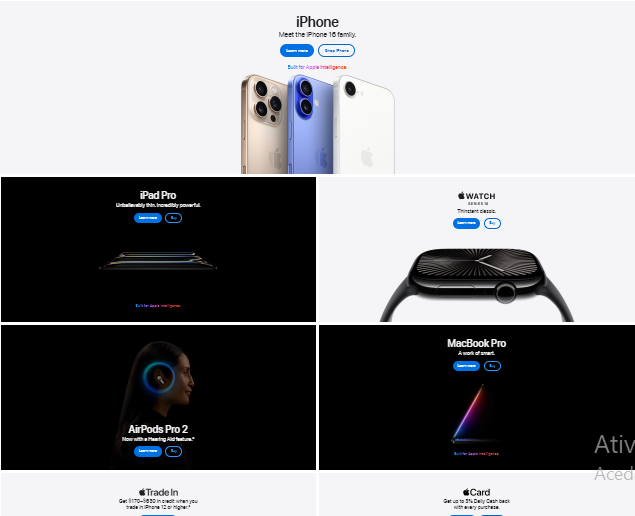 iPhone
Meet the iPhone 16 family.
Learn more
Shop iPhone
Built for Apple Intelligence.
iPad Pro
Unbelievably thin. Incredibly powerful.
Learn more
Buy
Built for Apple Intelligence.
WATCH
SERIES 10
Thinstant classic.
Learn more
Buy
AirPods Pro 2
Now with a Hearing Aid feature.*
Learn more
Buy
MacBook Pro
A work of smart.
Learn more
Buy
Built for Apple Intelligence.
Ativ
Aced
Trade In
Get $170–$630 in credit when you
trade in iPhone 12 or higher.*
Card
Get up to 3% Daily Cash back
with every purchase.